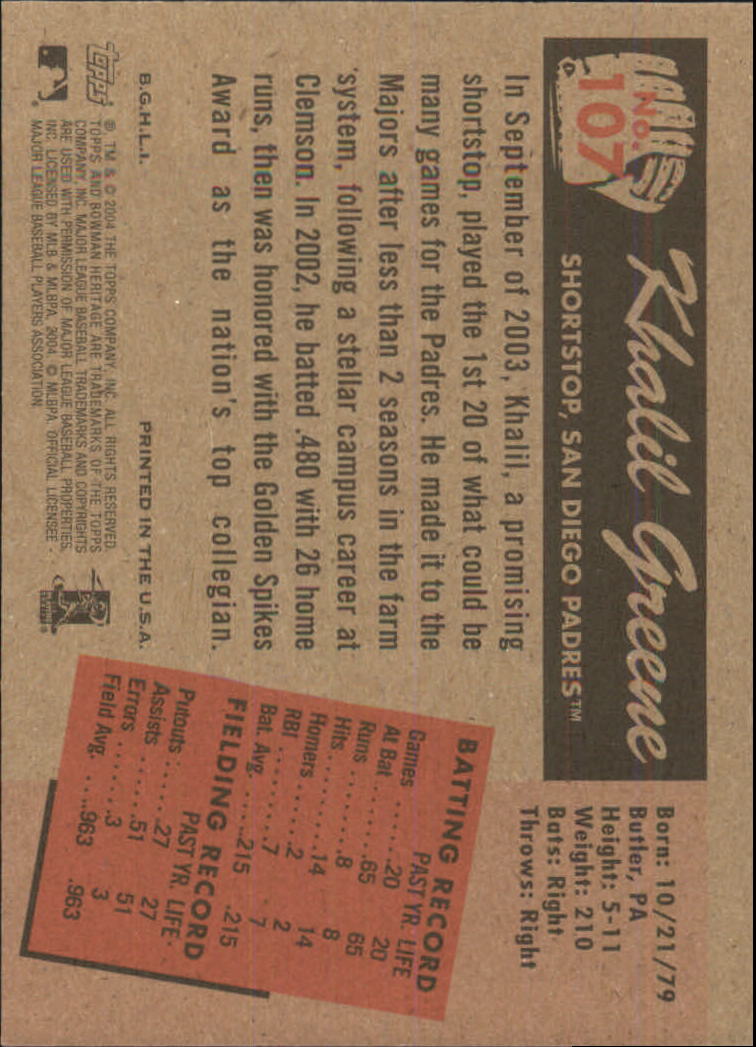 No.
107
Khalil Greene
SHORTSTOP, SAN DIEGO PADRES™
Born: 10/21/79
Butler, PA
Height: 5-11
Weight: 210
Bats: Right
Throws: Right
In September of 2003, Khalil, a promising
shortstop, played the 1st 20 of what could be
many games for the Padres. He made it to the
Majors after less than 2 seasons in the farm
system, following a stellar campus career at
Clemson. In 2002, he batted .480 with 26 home
runs, then was honored with the Golden Spikes
Award as the nation's top collegian.
BATTING RECORD
PAST YR. LIFE
Games ......20 20
At Bat ......65 65
Runs ........8 8
Hits ........14 14
Homers ......2 2
RBI .........7 7
Bat. Avg. .....215 .215
FIELDING RECORD
PAST YR. LIFE
Putouts .....27 27
Assists .....51 51
Errors ......3 3
Field Avg. .....963 .963
B.G.H.L.I. PRINTED IN THE U.S.A.
topps
® TM & © 2004 THE TOPPS COMPANY, INC. ALL RIGHTS RESERVED.
TOPPS AND BOWMAN HERITAGE ARE TRADEMARKS OF THE TOPPS
COMPANY, INC. MAJOR LEAGUE BASEBALL TRADEMARKS AND COPYRIGHTS
ARE USED WITH PERMISSION OF MAJOR LEAGUE BASEBALL PROPERTIES,
INC. LICENSED BY MLB & MLBPA, 2004. © MLBPA. OFFICIAL LICENSEE -
MAJOR LEAGUE BASEBALL PLAYERS ASSOCIATION.